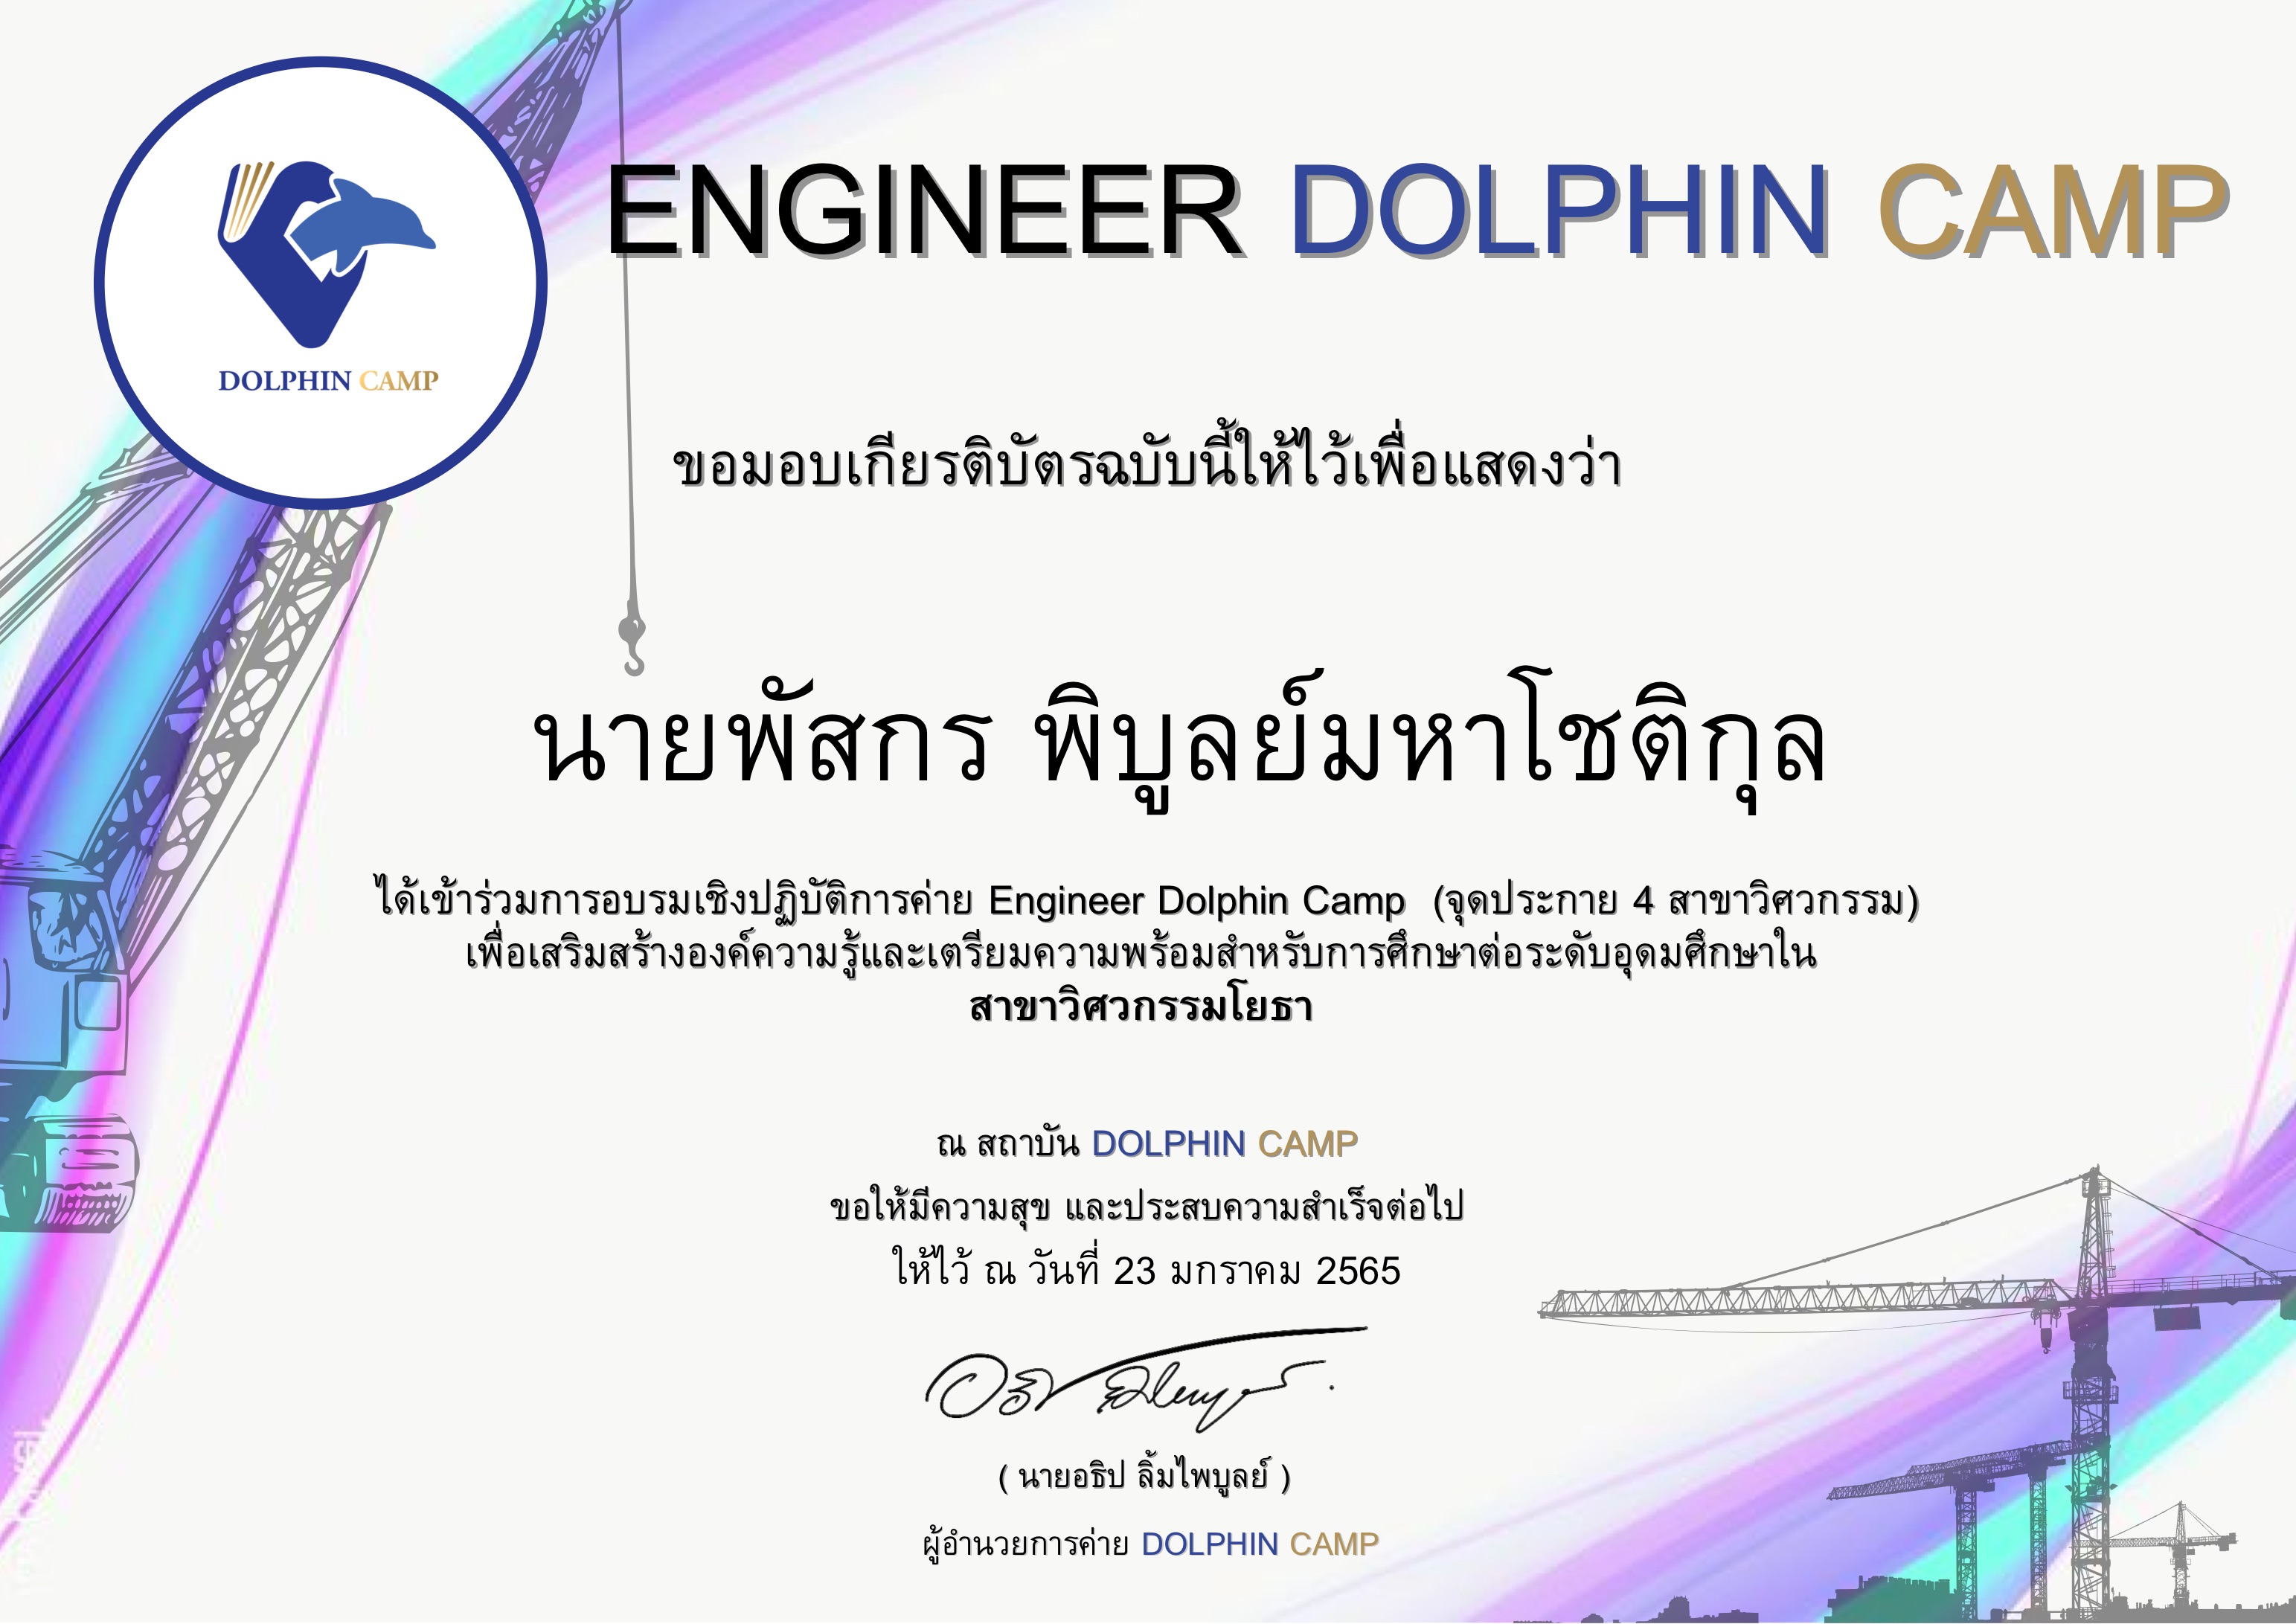 ENGINEER DOLPHIN CAMP
DOLPHIN CAMP
ขอมอบเกียรติบัตรฉบับนี้ให้ไว้เพื่อแสดงว่า
นายพัสกร พิบูลย์มหาโชติกุล
ได้เข้าร่วมการอบรมเชิงปฏิบัติการค่าย Engineer Dolphin Camp (จุดประกาย 4 สาขาวิศวกรรม)
เพื่อเสริมสร้างองค์ความรู้และเตรียมความพร้อมสำหรับการศึกษาต่อระดับอุดมศึกษาใน
สาขาวิศวกรรมโยธา
ณ สถาบัน DOLPHIN CAMP
ขอให้มีความสุข และประสบความสำเร็จต่อไป
ให้ไว้ ณ วันที่ 23 มกราคม 2565
( นายอธิป ลิ้มไพบูลย์ )
ผู้อำนวยการค่าย DOLPHIN CAMP